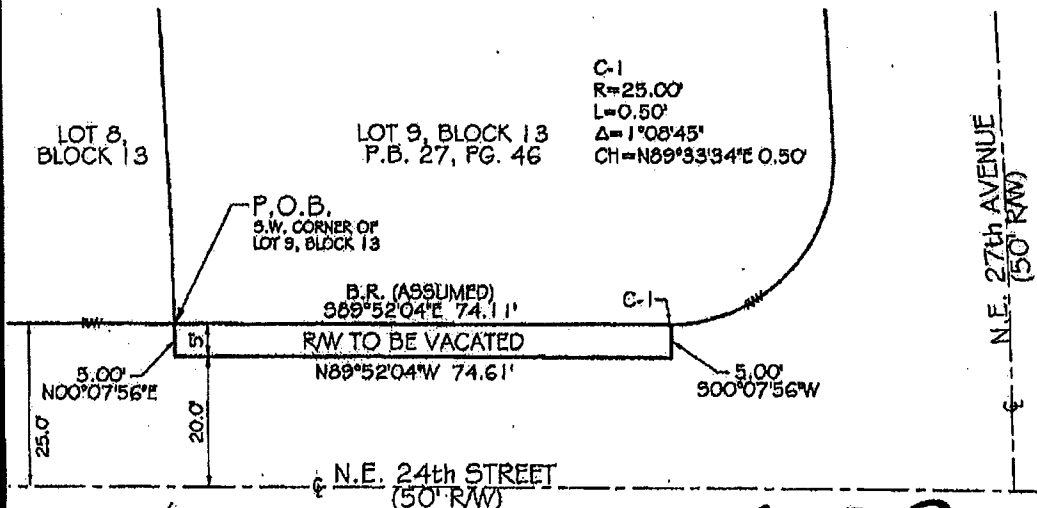 C-1
R=25.00'
L=0.50'
Δ=1°08'45"
CH=N89°33'34"E 0.50'
LOT 8,
BLOCK 13
LOT 9, BLOCK 13
P.B. 27, PG. 46
N.E. 27th AVENUE
(50' R/W)
P.O.B.
S.W. CORNER OF
LOT 9, BLOCK 13
B.R. (ASSUMED)
S89°52'04"E 74.11'
C-1
R/W
R/W
5'
R/W TO BE VACATED
N89°52'04"W 74.61'
5.00'
N00°07'56"E
5.00'
S00°07'56"W
25.0'
20.0'
℄
℄ N.E. 24th STREET
(50' R/W)